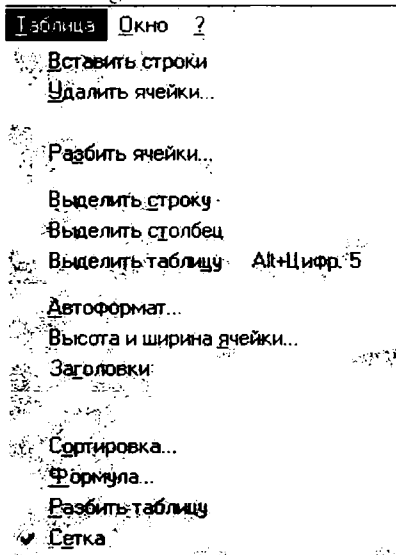 Таблица Окно ?
Вставить строки
Удалить ячейки...
Разбить ячейки...
Выделить строку
Выделить столбец
Выделить таблицу Alt+Цифр. 5
Автоформат...
Высота и ширина ячейки...
Заголовки
Сортировка...
Формула...
Разбить таблицу
Сетка